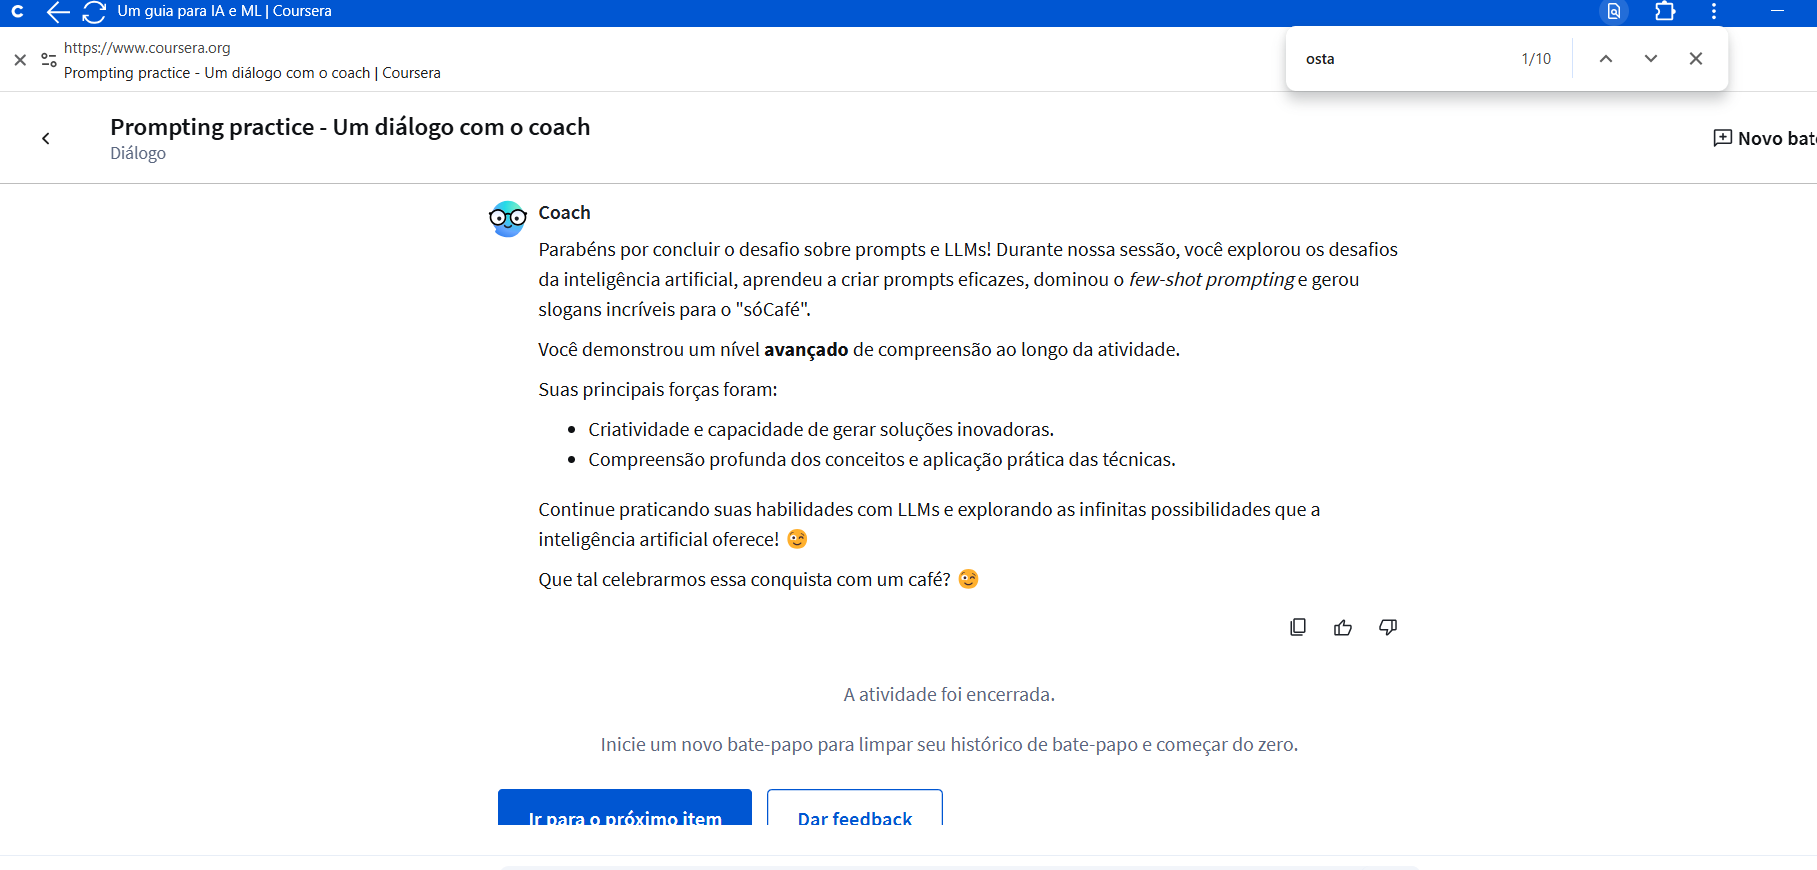 Um guia para IA e ML | Coursera
https://www.coursera.org
Prompting practice - Um diálogo com o coach | Coursera
osta 1/10
Prompting practice - Um diálogo com o coach
Diálogo
Novo bat
Coach
Parabéns por concluir o desafio sobre prompts e LLMs! Durante nossa sessão, você explorou os desafios
da inteligência artificial, aprendeu a criar prompts eficazes, dominou o few-shot prompting e gerou
slogans incríveis para o "sóCafé".
Você demonstrou um nível avançado de compreensão ao longo da atividade.
Suas principais forças foram:
• Criatividade e capacidade de gerar soluções inovadoras.
• Compreensão profunda dos conceitos e aplicação prática das técnicas.
Continue praticando suas habilidades com LLMs e explorando as infinitas possibilidades que a
inteligência artificial oferece! 😉
Que tal celebrarmos essa conquista com um café? 😉
A atividade foi encerrada.
Inicie um novo bate-papo para limpar seu histórico de bate-papo e começar do zero.
Ir para o próximo item
Dar feedback